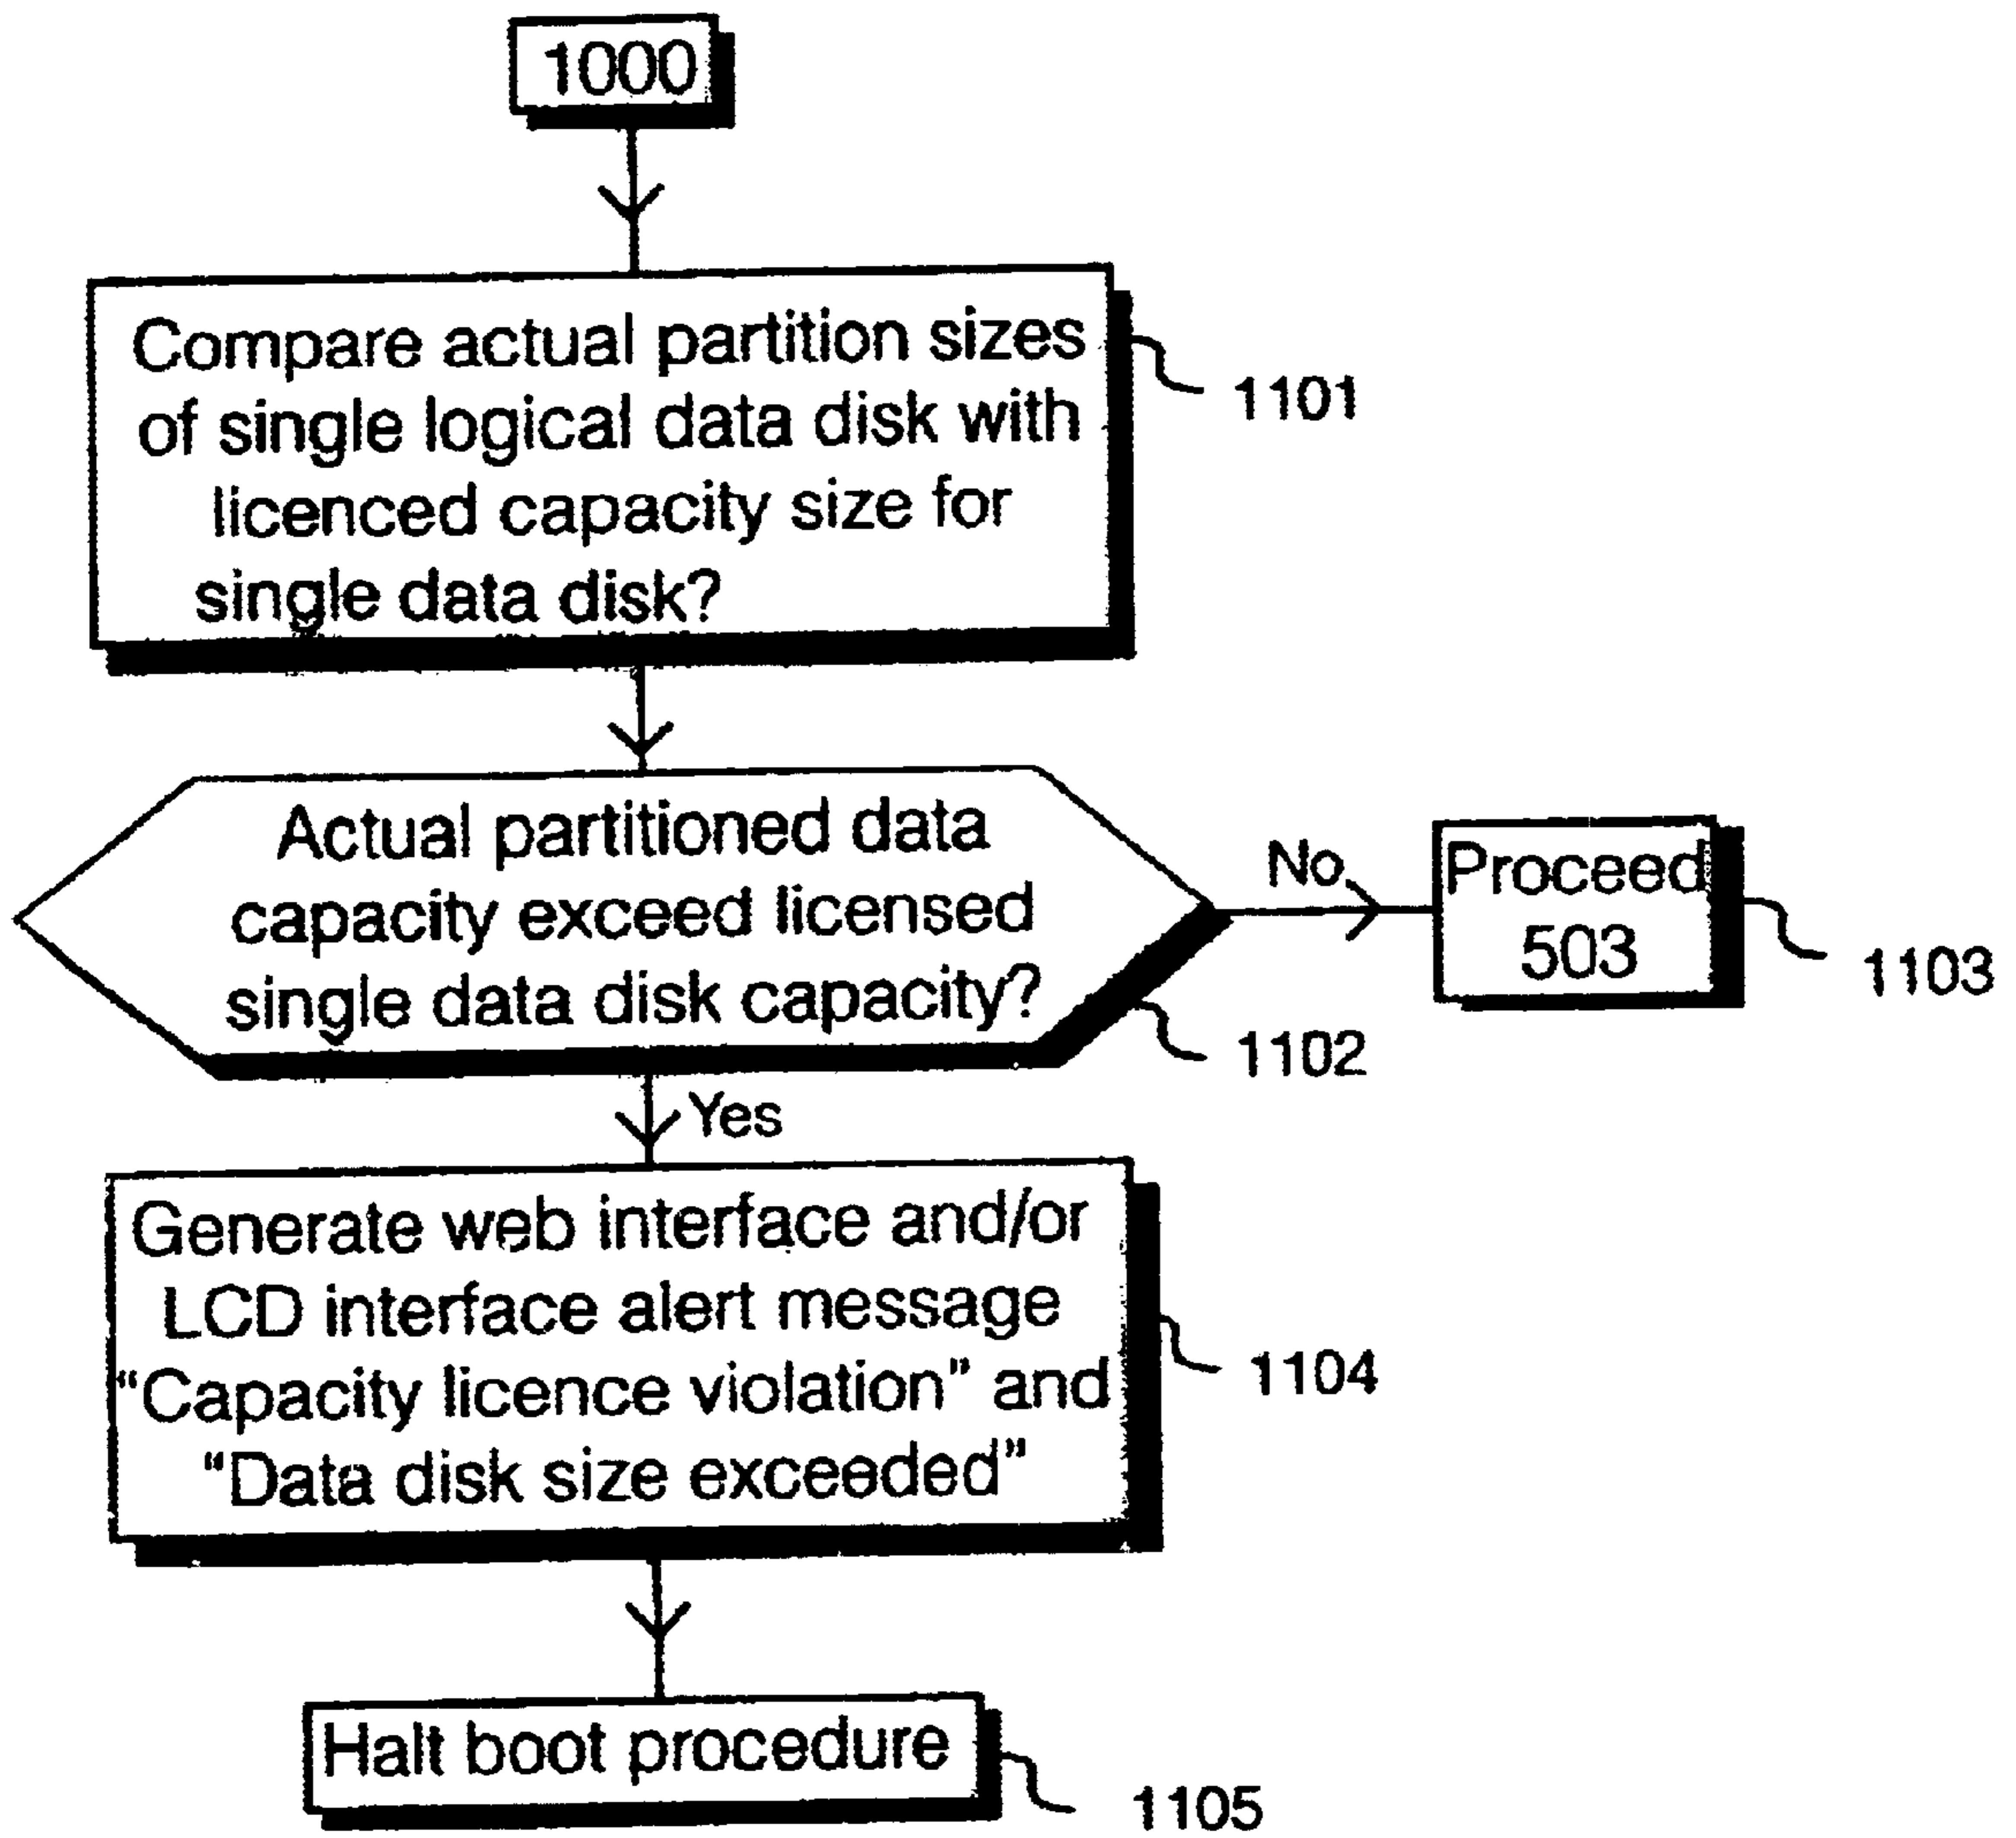 1000
Compare actual partition sizes
of single logical data disk with
licenced capacity size for
single data disk?
1101
Actual partitioned data
capacity exceed licensed
single data disk capacity?
1102
No
Proceed
503
1103
Yes
Generate web interface and/or
LCD interface alert message
“Capacity licence violation” and
“Data disk size exceeded”
1104
Halt boot procedure
1105